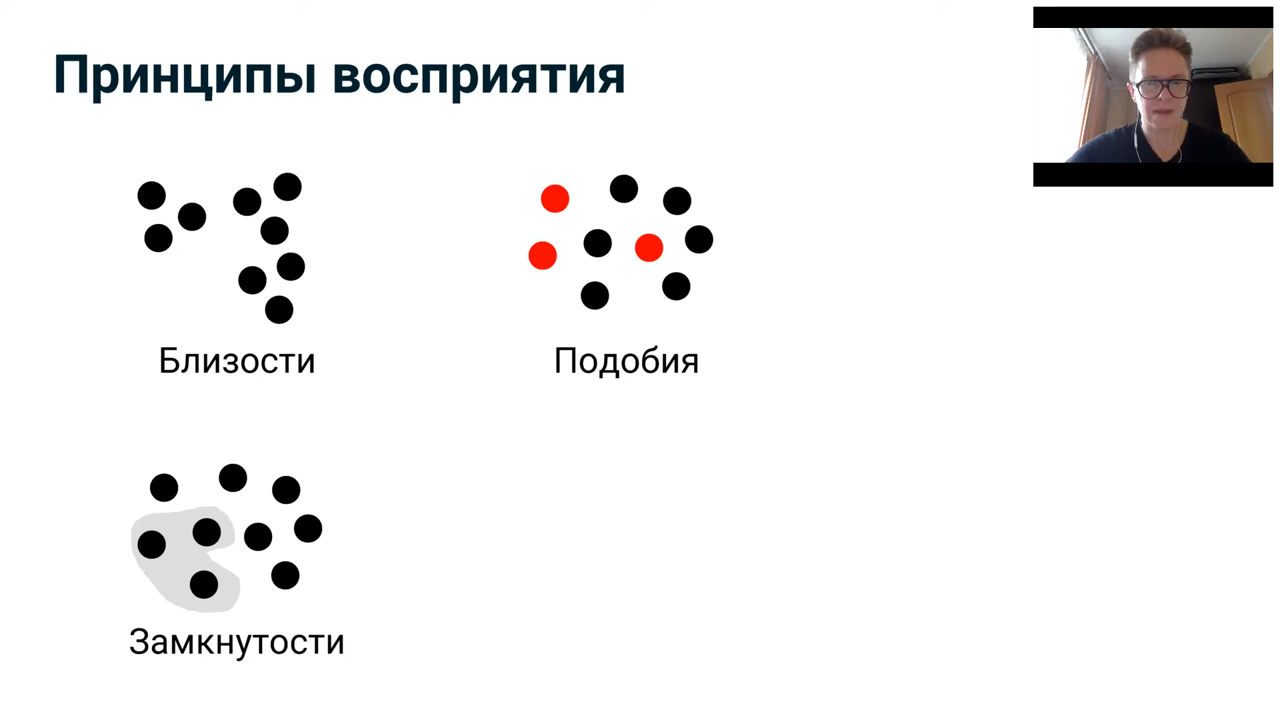 Принципы восприятия
Близости
Подобия
Замкнутости